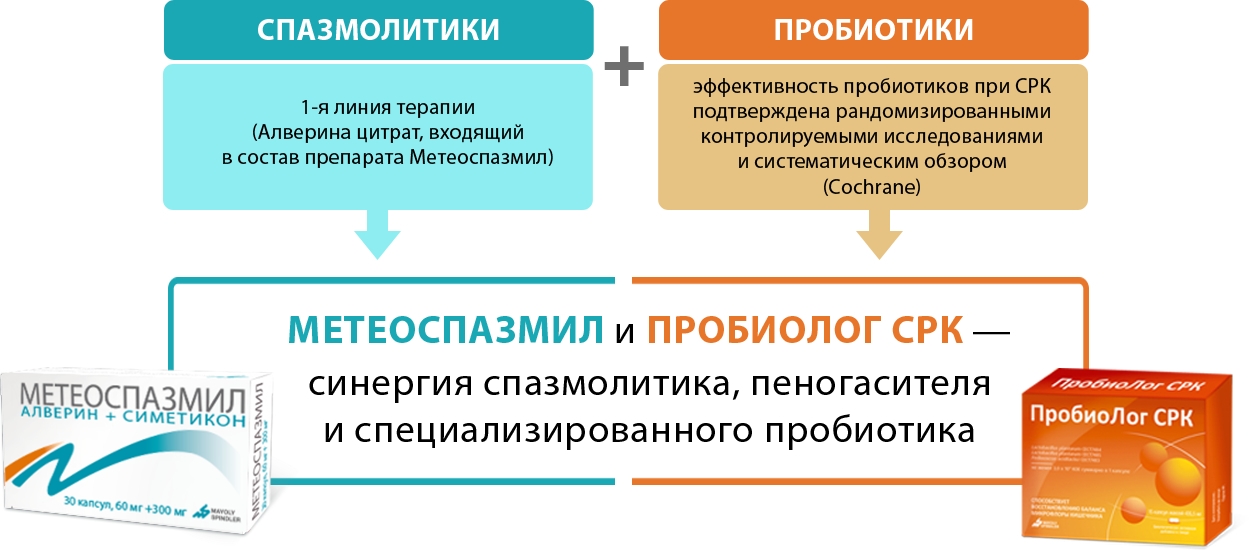 СПАЗМОЛИТИКИ
1-я линия терапии
(Алверина цитрат, входящий
в состав препарата Метеоспазмил)
+
ПРОБИОТИКИ
эффективность пробиотиков при СРК
подтверждена рандомизированными
контролируемыми исследованиями
и систематическим обзором
(Cochrane)
МЕТЕОСПАЗМИЛ и ПРОБИОЛОГ СРК —
синергия спазмолитика, пеногасителя
и специализированного пробиотика
МЕТЕОСПАЗМИЛ
АЛВЕРИН + СИМЕТИКОН
30 капсул, 60 мг +300 мг
MAYOLY
SPINDLER
МЕТЕОСПАЗМИЛ
ПробиоЛог СРК
ПробиоЛог СРК
СПОСОБСТВУЕТ
ВОССТАНОВЛЕНИЮ БАЛАНСА
МИКРОФЛОРЫ КИШЕЧНИКА